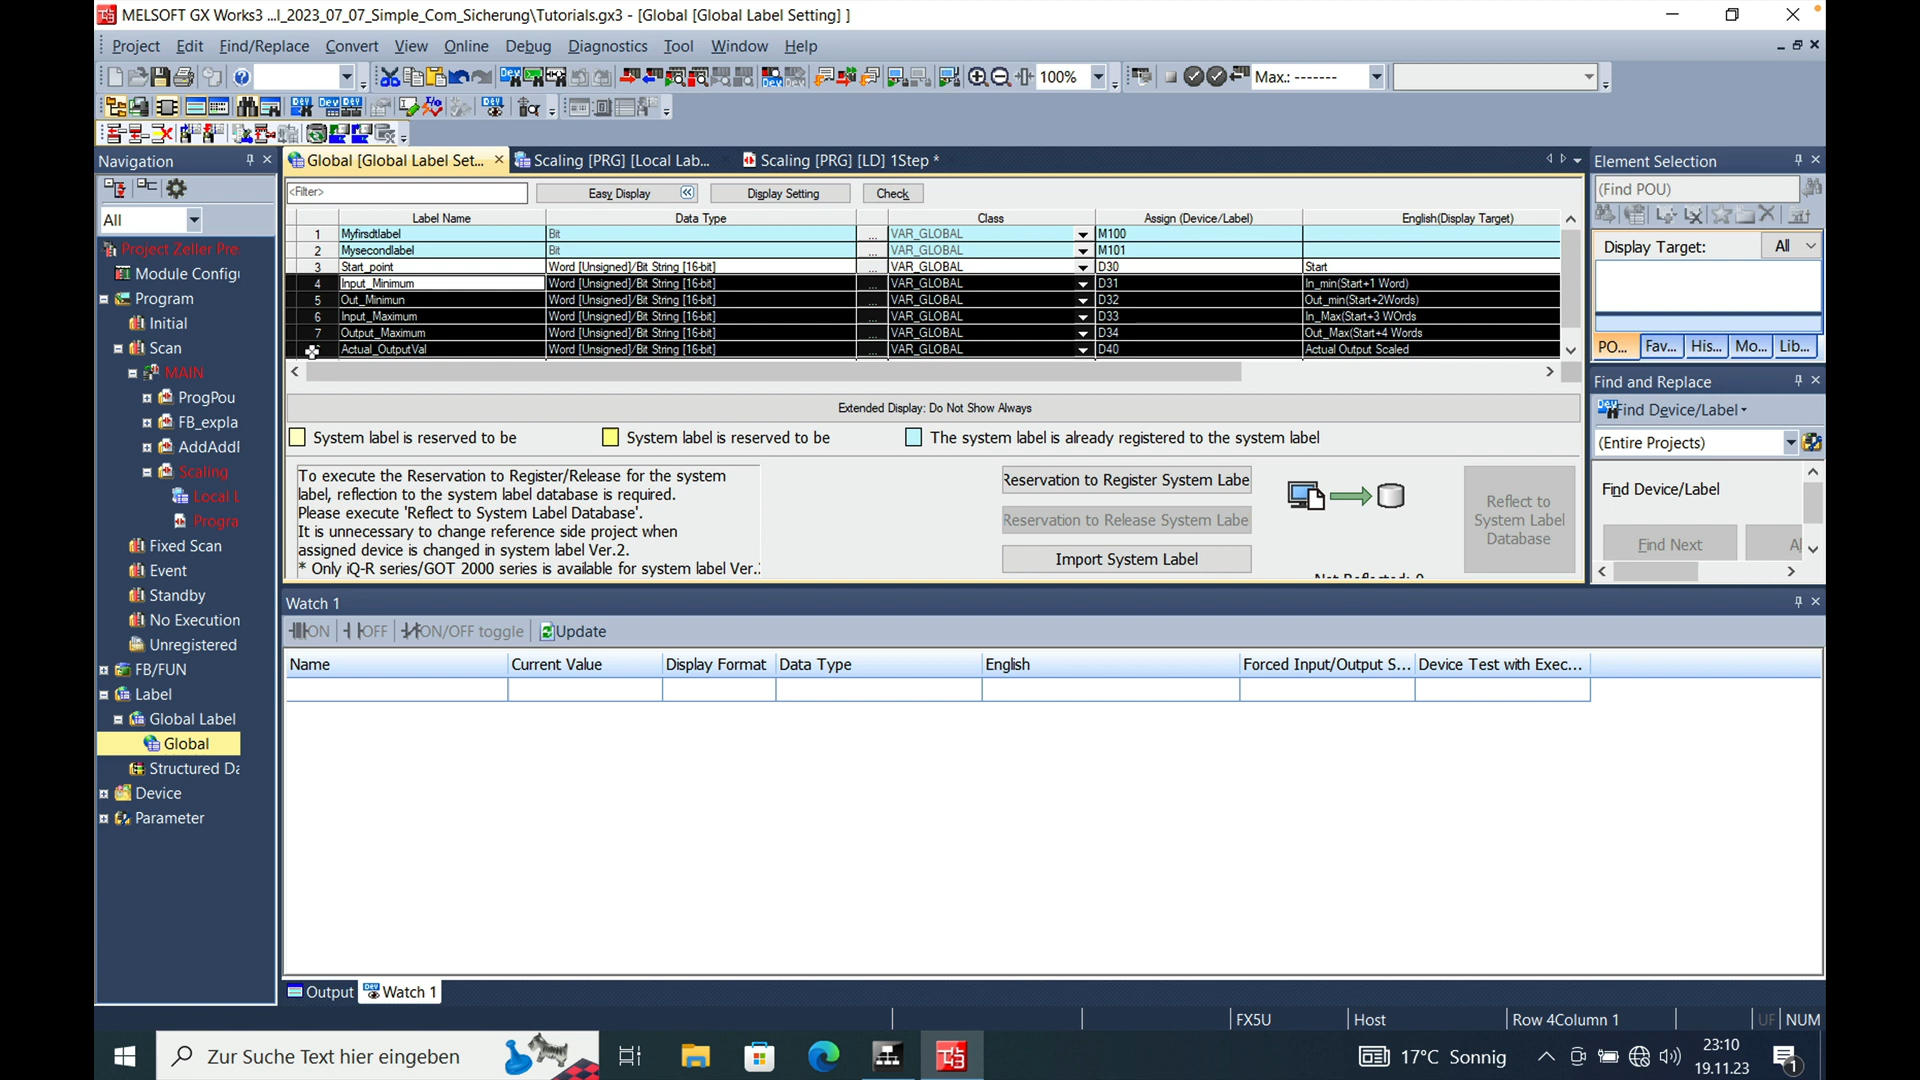 MELSOFT GX Works3 ...I_2023_07_07_Simple_Com_Sicherung\Tutorials.gx3 - [Global [Global Label Setting] ]
Project Edit Find/Replace Convert View Online Debug Diagnostics Tool Window Help
100% Max.: -------
Navigation
All
Project Zeller Pre
Module Configu
Program
Initial
Scan
MAIN
ProgPou
FB_expla
AddAddI
Scaling
Local L
Progra
Fixed Scan
Event
Standby
No Execution
Unregistered
FB/FUN
Label
Global Label
Global
Structured Da
Device
Parameter
Global [Global Label Set... Scaling [PRG] [Local Lab... Scaling [PRG] [LD] 1Step *
<Filter> Easy Display Display Setting Check
Label Name Data Type Class Assign (Device/Label) English(Display Target)
1 Myfirsdtlabel Bit ... VAR_GLOBAL M100
2 Mysecondlabel Bit ... VAR_GLOBAL M101
3 Start_point Word [Unsigned]/Bit String [16-bit] ... VAR_GLOBAL D30 Start
4 Input_Minimum Word [Unsigned]/Bit String [16-bit] ... VAR_GLOBAL D31 In_min(Start+1 Word)
5 Out_Minimun Word [Unsigned]/Bit String [16-bit] ... VAR_GLOBAL D32 Out_min(Start+2Words)
6 Input_Maximum Word [Unsigned]/Bit String [16-bit] ... VAR_GLOBAL D33 In_Max(Start+3 WOrds
7 Output_Maximum Word [Unsigned]/Bit String [16-bit] ... VAR_GLOBAL D34 Out_Max(Start+4 Words
Actual_OutputVal Word [Unsigned]/Bit String [16-bit] ... VAR_GLOBAL D40 Actual Output Scaled
Extended Display: Do Not Show Always
System label is reserved to be System label is reserved to be The system label is already registered to the system label
To execute the Reservation to Register/Release for the system
label, reflection to the system label database is required.
Please execute 'Reflect to System Label Database'.
It is unnecessary to change reference side project when
assigned device is changed in system label Ver.2.
* Only iQ-R series/GOT 2000 series is available for system label Ver.
Reservation to Register System Labe
Reservation to Release System Labe
Import System Label
Reflect to
System Label
Database
Element Selection
(Find POU)
Display Target: All
PO... Fav... His... Mo... Lib...
Find and Replace
Find Device/Label
(Entire Projects)
Find Device/Label
Find Next
Watch 1
ON OFF ON/OFF toggle Update
Name Current Value Display Format Data Type English Forced Input/Output S... Device Test with Exec...
Output Watch 1
FX5U Host Row 4Column 1 UF NUM
Zur Suche Text hier eingeben
17°C Sonnig
23:10
19.11.23
1